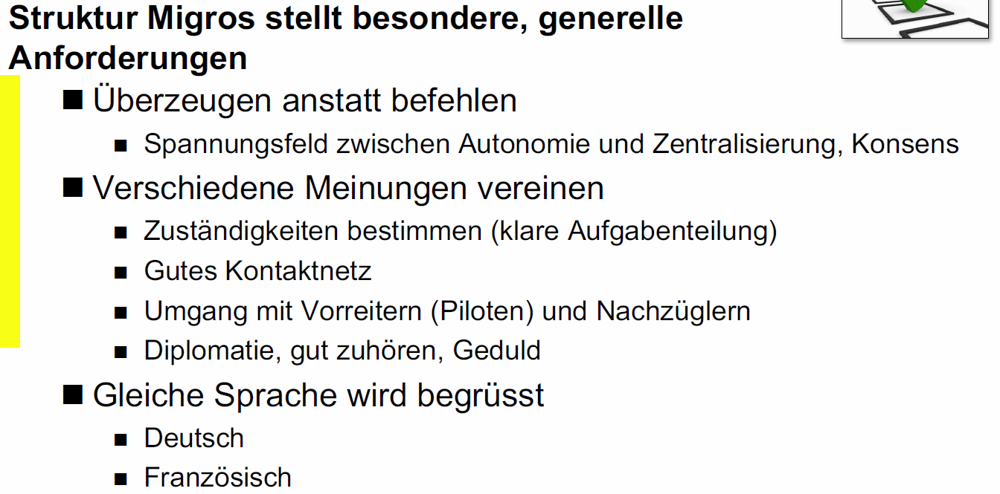 Struktur Migros stellt besondere, generelle
Anforderungen
■ Überzeugen anstatt befehlen
■ Spannungsfeld zwischen Autonomie und Zentralisierung, Konsens
■ Verschiedene Meinungen vereinen
■ Zuständigkeiten bestimmen (klare Aufgabenteilung)
■ Gutes Kontaktnetz
■ Umgang mit Vorreitern (Piloten) und Nachzüglern
■ Diplomatie, gut zuhören, Geduld
■ Gleiche Sprache wird begrüsst
■ Deutsch
■ Französisch